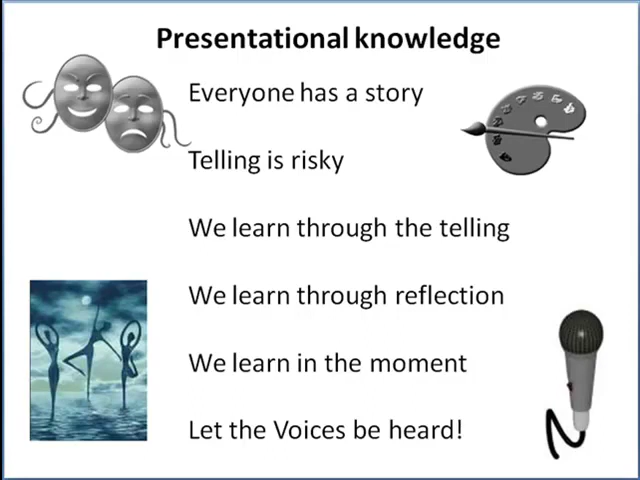 Presentational knowledge
Everyone has a story
Telling is risky
We learn through the telling
We learn through reflection
We learn in the moment
Let the Voices be heard!